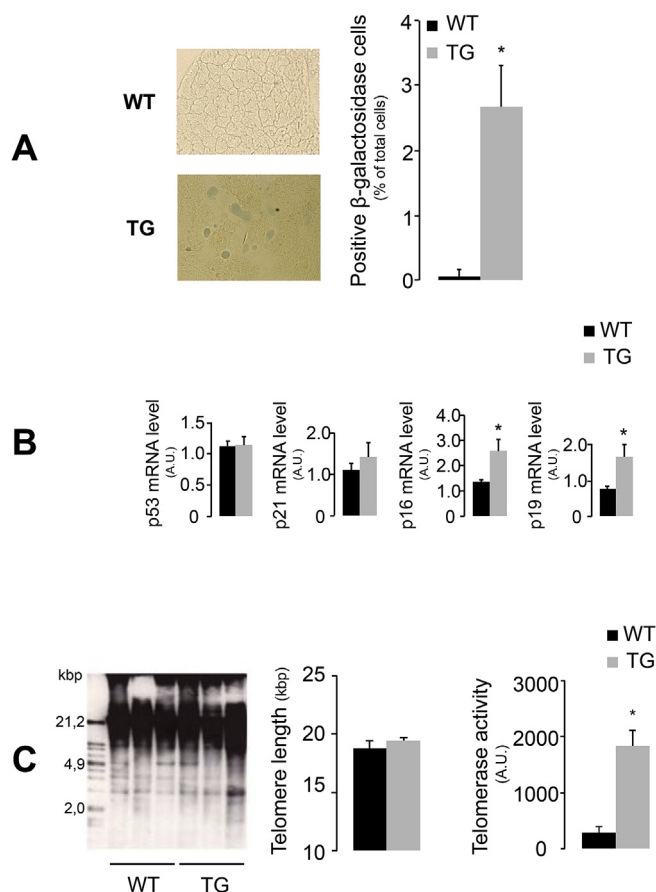 A
WT
TG
Positive β-galactosidase cells
(% of total cells)
4
3
2
1
0
WT
TG
*
WT
TG
B
p53 mRNA level
(A.U.)
1.5
1.0
0.5
0
p21 mRNA level
(A.U.)
2.0
1.0
0
p16 mRNA level
(A.U.)
4.0
3.0
2.0
1.0
0
*
p19 mRNA level
(A.U.)
2.0
1.0
0
*
WT
TG
C
kbp
21,2
4,9
2,0
WT TG
Telomere length (kbp)
25
20
15
10
Telomerase activity
(A.U.)
3000
2000
1000
0
*